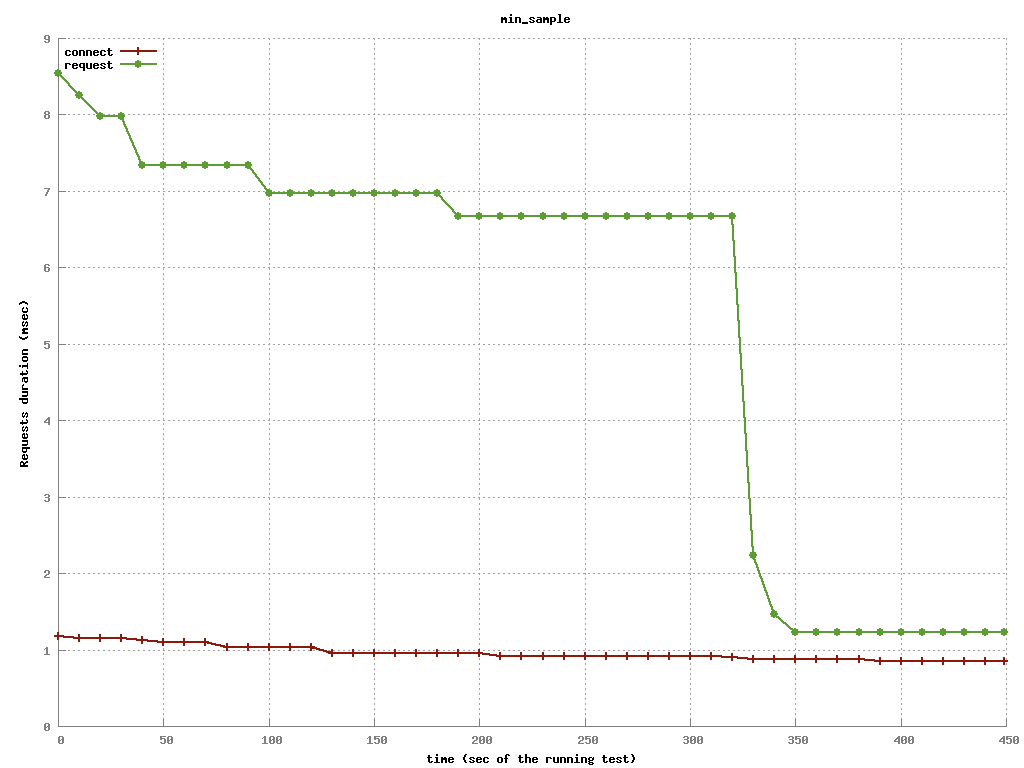 min_sample
connect
request
9
8
7
6
5
4
3
2
1
0
Requests duration (msec)
0 50 100 150 200 250 300 350 400 450
time (sec of the running test)